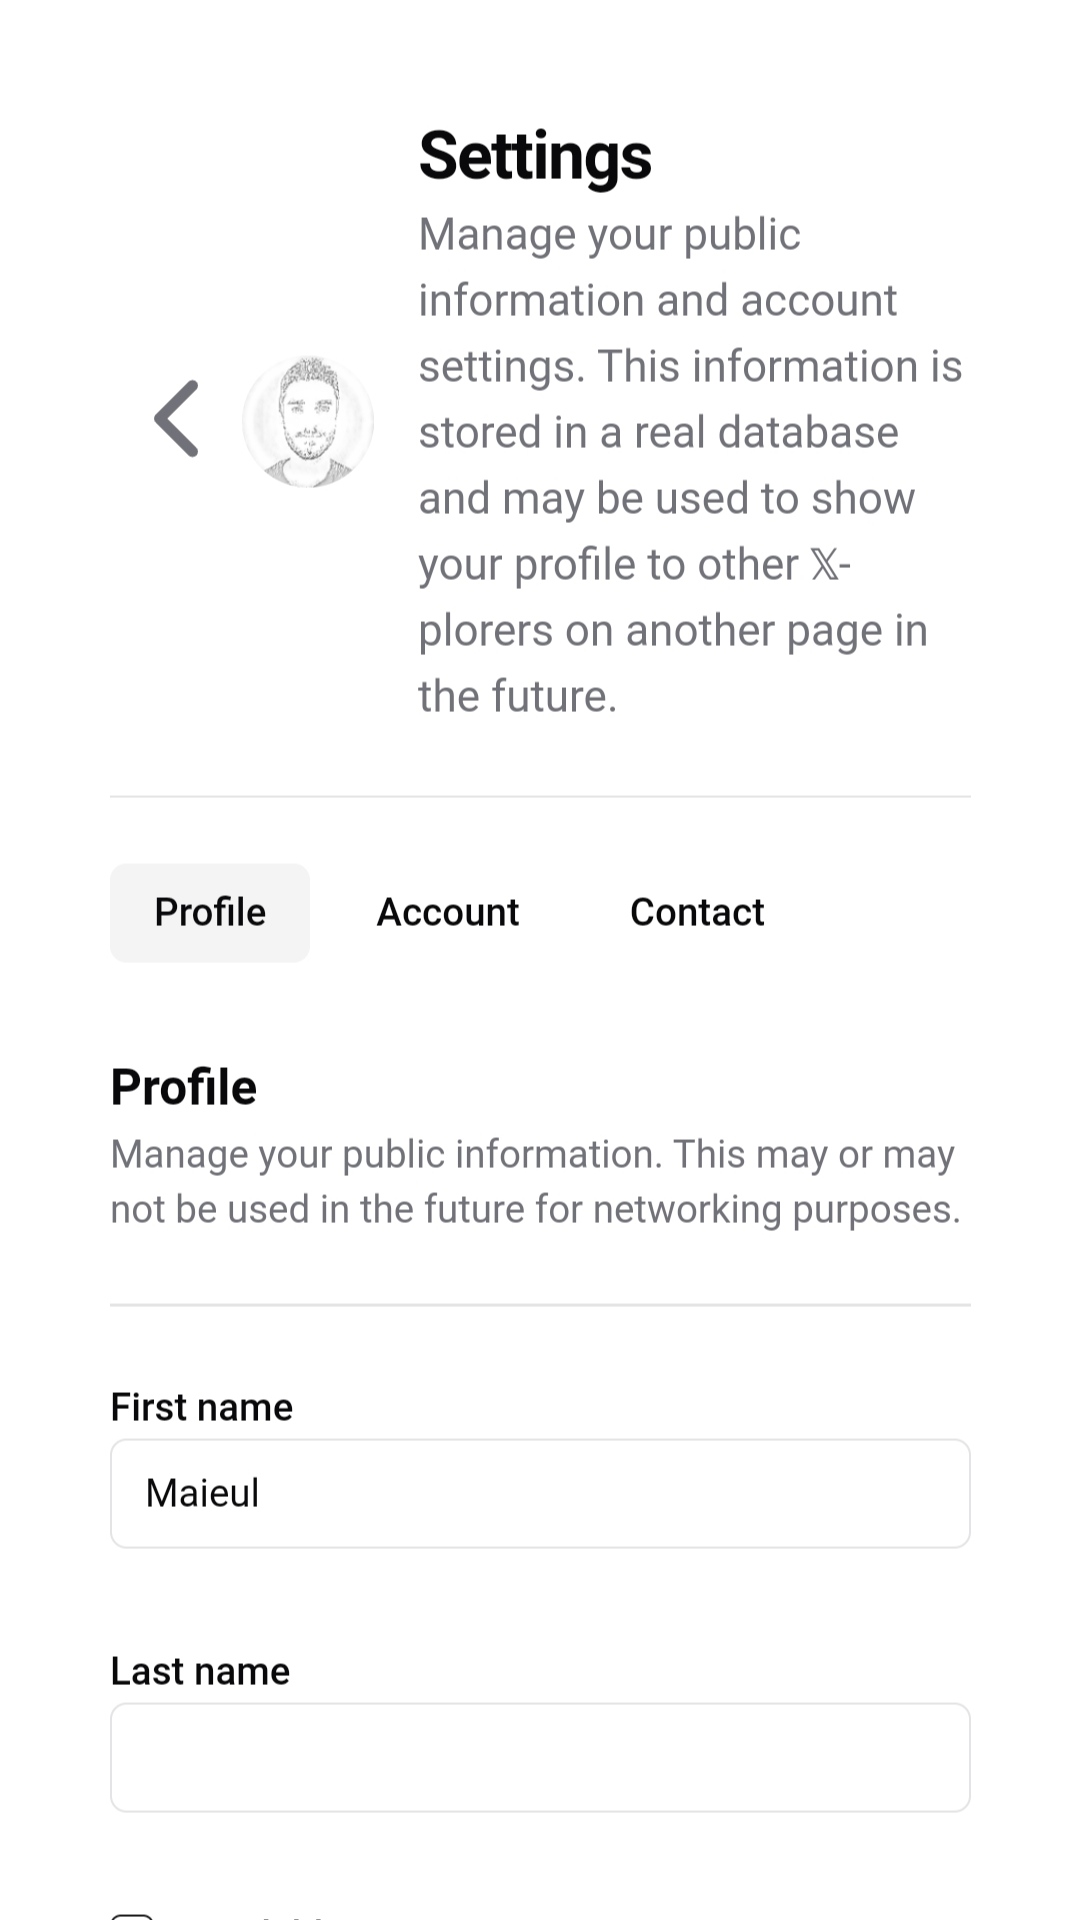 Settings
Manage your public
information and account
settings. This information is
stored in a real database
and may be used to show
your profile to other 𝕏-
plorers on another page in
the future.
Profile
Account
Contact
Profile
Manage your public information. This may or may
not be used in the future for networking purposes.
First name
Maieul
Last name